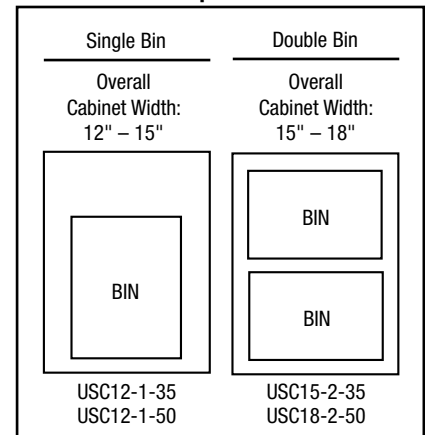 Single Bin
Overall
Cabinet Width:
12" – 15"
BIN
USC12-1-35
USC12-1-50
Double Bin
Overall
Cabinet Width:
15" – 18"
BIN
BIN
USC15-2-35
USC18-2-50